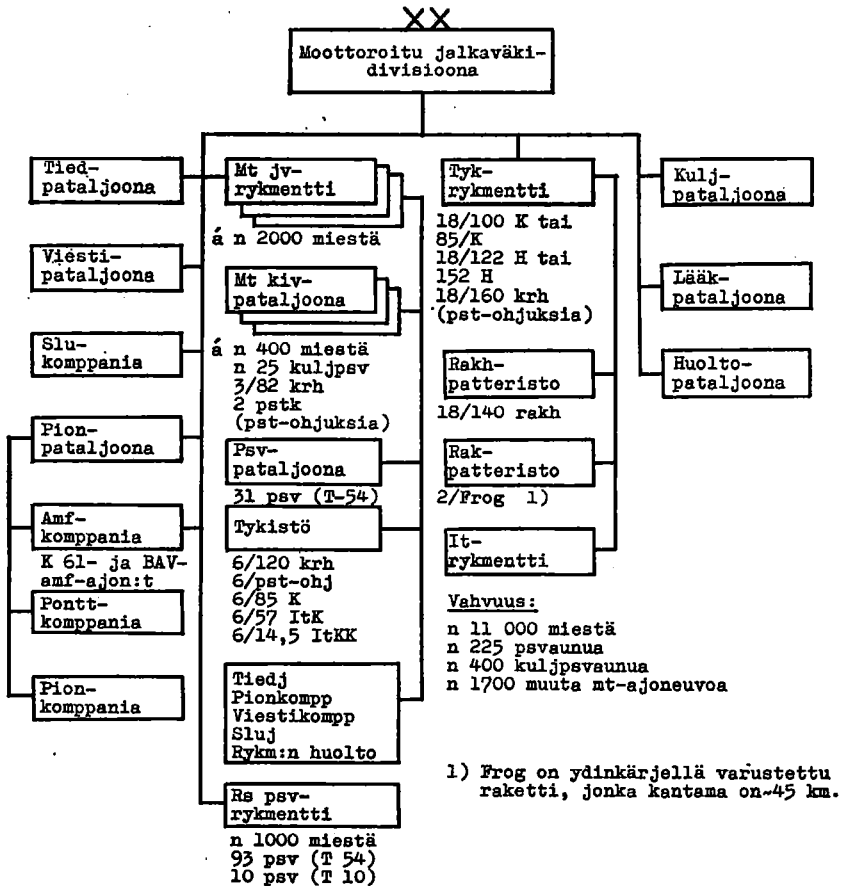 XX
Moottoroitu jalkaväki-
divisioona
Tied-
pataljoona
Viesti-
pataljoona
Slu-
komppania
Pion-
pataljoona
Amf-
komppania
K 61- ja BAV-
amf-ajon:t
Pontt-
komppania
Pion-
komppania
Mt jv-
rykmentti
á n 2000 miestä
Mt kiv-
pataljoona
á n 400 miestä
n 25 kuljpsv
3/82 krh
2 pstk
(pst-ohjuksia)
Psv-
pataljoona
31 psv (T-54)
Tykistö
6/120 krh
6/pst-ohj
6/85 K
6/57 ItK
6/14,5 ItKK
Tiedj
Pionkompp
Viestikompp
Sluj
Rykm:n huolto
Rs psv-
rykmentti
n 1000 miestä
93 psv (T 54)
10 psv (T 10)
Tyk-
rykmentti
18/100 K tai
85/K
18/122 H tai
152 H
18/160 krh
(pst-ohjuksia)
Rakh-
patteristo
18/140 rakh
Rak-
patteristo
2/Frog 1)
It-
rykmentti
Kulj-
pataljoona
Lääk-
pataljoona
Huolto-
pataljoona
Vahvuus:
n 11 000 miestä
n 225 psvaunua
n 400 kuljpsvaunua
n 1700 muuta mt-ajoneuvoa
1) Frog on ydinkärjellä varustettu
raketti, jonka kantama on~45 km.